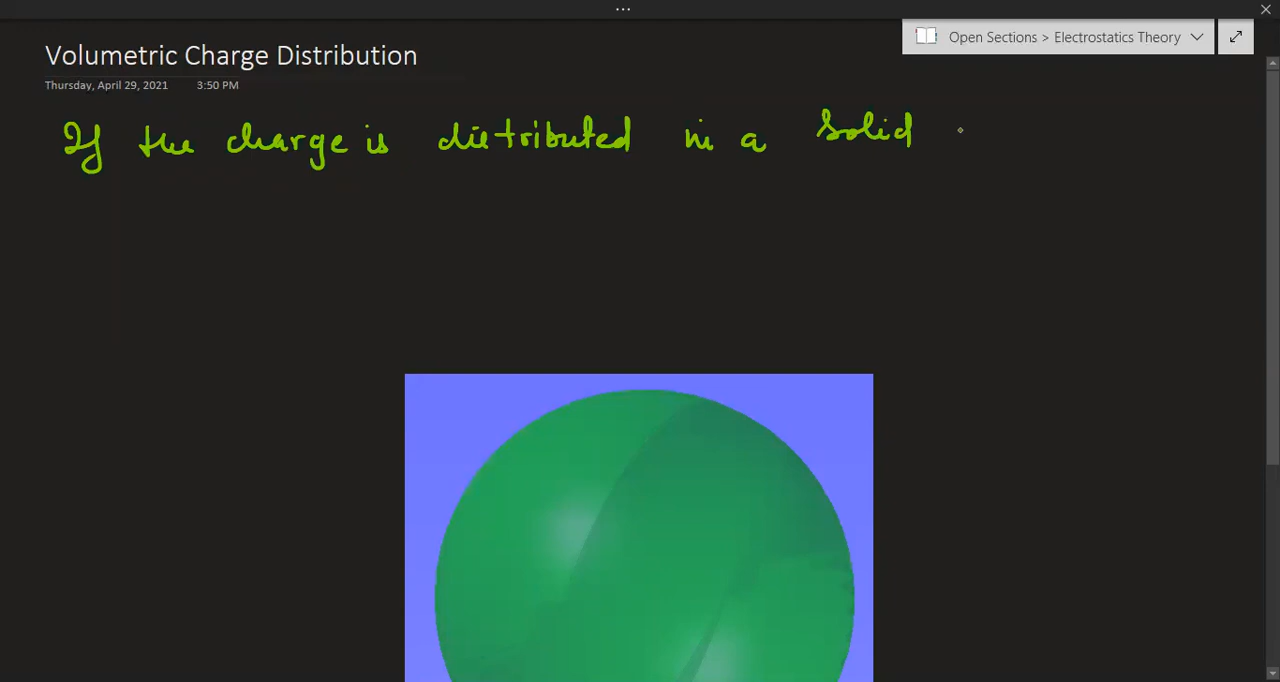 Open Sections > Electrostatics Theory
Volumetric Charge Distribution
Thursday, April 29, 2021 3:50 PM
If the charge is distributed in a solid